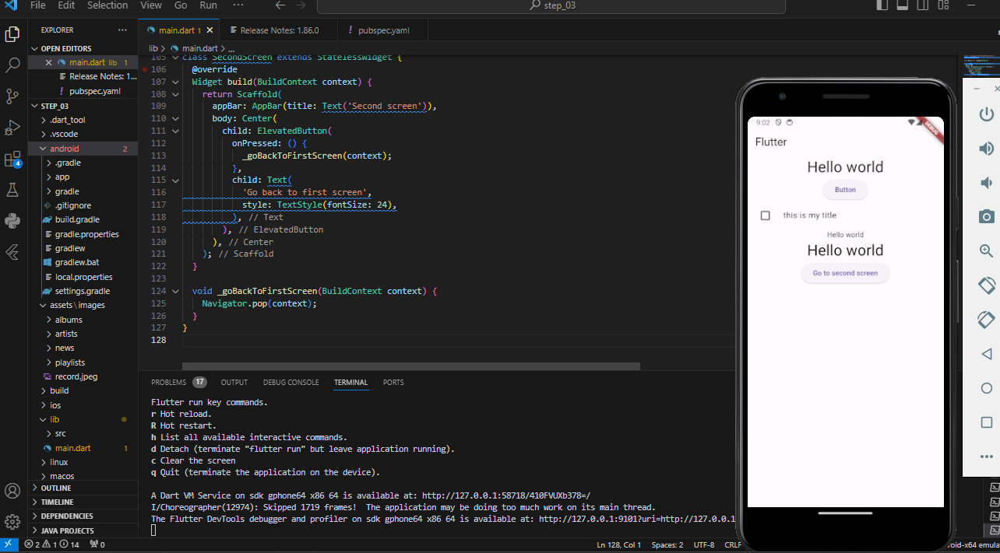 File Edit Selection View Go Run ··· step_03
EXPLORER ···
OPEN EDITORS
main.dart lib 1
Release Notes: 1...
pubspec.yaml
STEP_03
.dart_tool
.vscode
android 2
.gradle
app
gradle
.gitignore
build.gradle
gradle.properties
gradlew
gradlew.bat
local.properties
settings.gradle
assets\images
albums
artists
news
playlists
record.jpeg
build
ios
lib
src
main.dart 1
linux
macos
OUTLINE
TIMELINE
DEPENDENCIES
JAVA PROJECTS
4
main.dart 1 Release Notes: 1.86.0 pubspec.yaml
lib > main.dart > ...
105 class SecondScreen extends StatelessWidget {
106 @override
107 Widget build(BuildContext context) {
108 return Scaffold(
109 appBar: AppBar(title: Text('Second screen')),
110 body: Center(
111 child: ElevatedButton(
112 onPressed: () {
113 _goBackToFirstScreen(context);
114 },
115 child: Text(
116 'Go back to first screen',
117 style: TextStyle(fontSize: 24),
118 ), // Text
119 ), // ElevatedButton
120 ), // Center
121 ); // Scaffold
122 }
123
124 void _goBackToFirstScreen(BuildContext context) {
125 Navigator.pop(context);
126 }
127 }
128
PROBLEMS 17 OUTPUT DEBUG CONSOLE TERMINAL PORTS
Flutter run key commands.
r Hot reload.
R Hot restart.
h List all available interactive commands.
d Detach (terminate "flutter run" but leave application running).
c Clear the screen
q Quit (terminate the application on the device).
A Dart VM Service on sdk gphone64 x86 64 is available at: http://127.0.0.1:58718/410FVUXb378=/
I/Choreographer(12974): Skipped 1719 frames!  The application may be doing too much work on its main thread.
The Flutter DevTools debugger and profiler on sdk gphone64 x86 64 is available at: http://127.0.0.1:9101?uri=http://127.0.0.1
9:02
DEBUG
Flutter
Hello world
Button
this is my title
Hello world
Hello world
Go to second screen
2 1 14 0 Ln 128, Col 1 Spaces: 2 UTF-8 CRLF